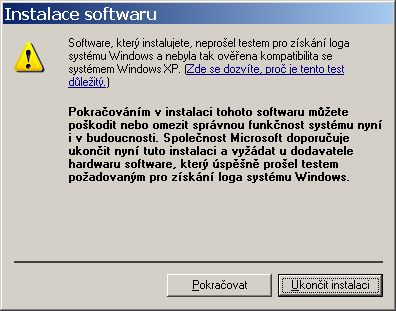 Instalace softwaru
Software, který instalujete, neprošel testem pro získání loga
systému Windows a nebyla tak ověřena kompatibilita se
systémem Windows XP. (Zde se dozvíte, proč je tento test
důležitý.)
Pokračováním v instalaci tohoto softwaru můžete
poškodit nebo omezit správnou funkčnost systému nyní
i v budoucnosti. Společnost Microsoft doporučuje
ukončit nyní tuto instalaci a vyžádat u dodavatele
hardwaru software, který úspěšně prošel testem
požadovaným pro získání loga systému Windows.
Pokračovat
Ukončit instalaci